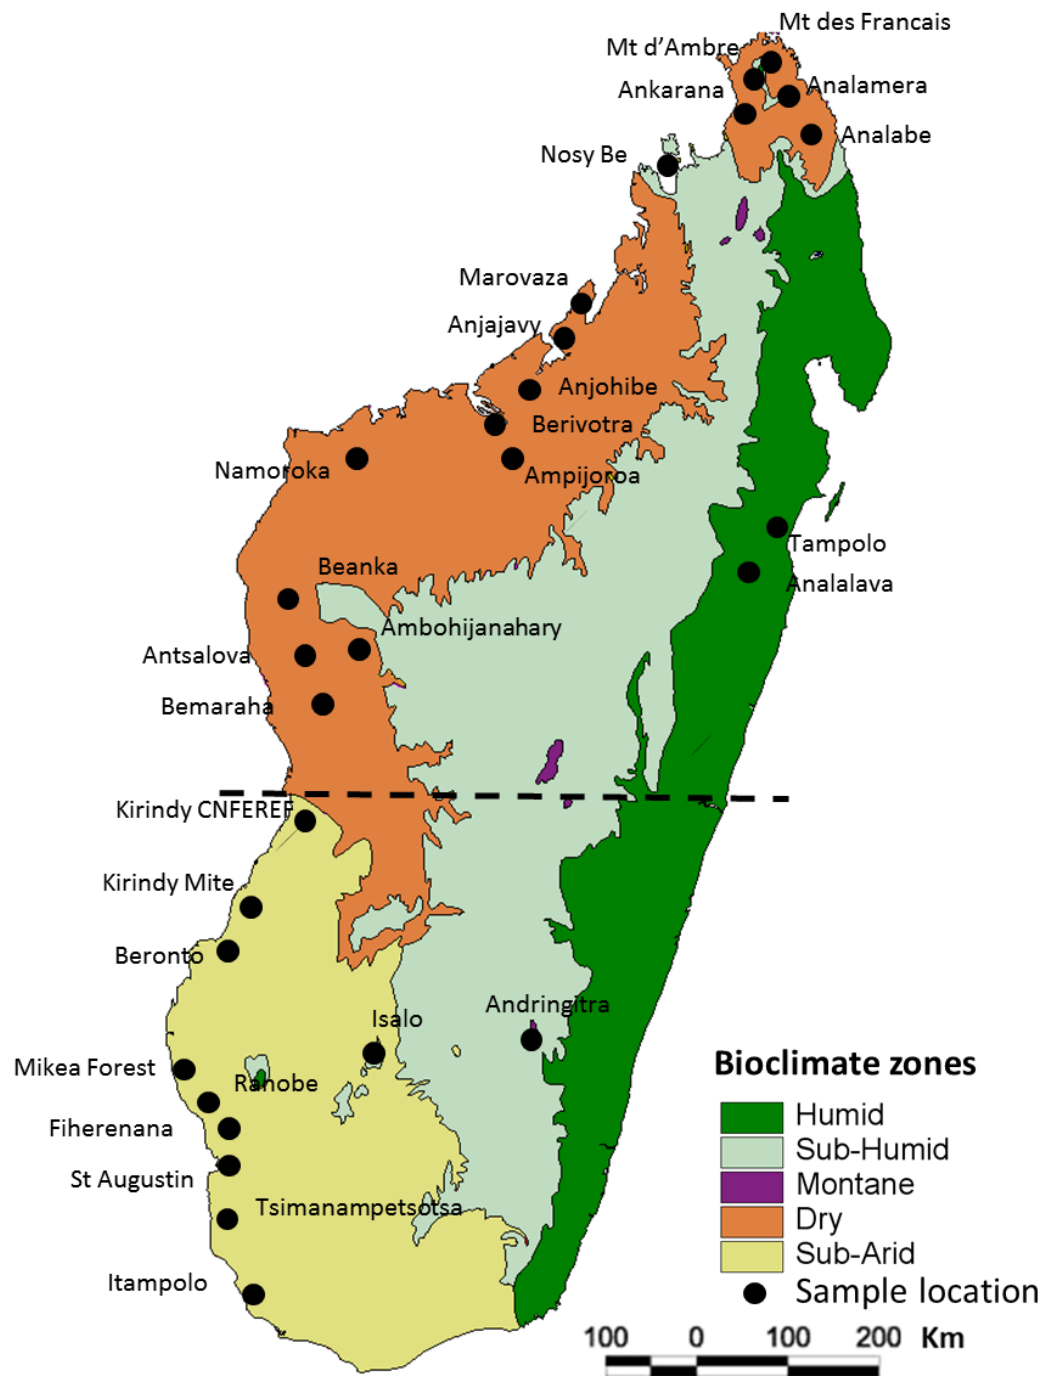 Mt des Francais
Mt d'Ambre
Ankarana
Analamera
Analabe
Nosy Be
Marovaza
Anjajavy
Anjohibe
Berivotra
Namoroka
Ampijoroa
Tampolo
Analalava
Beanka
Ambohijanahary
Antsalova
Bemaraha
Kirindy CNFEREF
Kirindy Mite
Beronto
Andringitra
Isalo
Mikea Forest
Ranobe
Fiherenana
St Augustin
Tsimanampetsotsa
Itampolo
Bioclimate zones
Humid
Sub-Humid
Montane
Dry
Sub-Arid
Sample location
100 0 100 200 Km